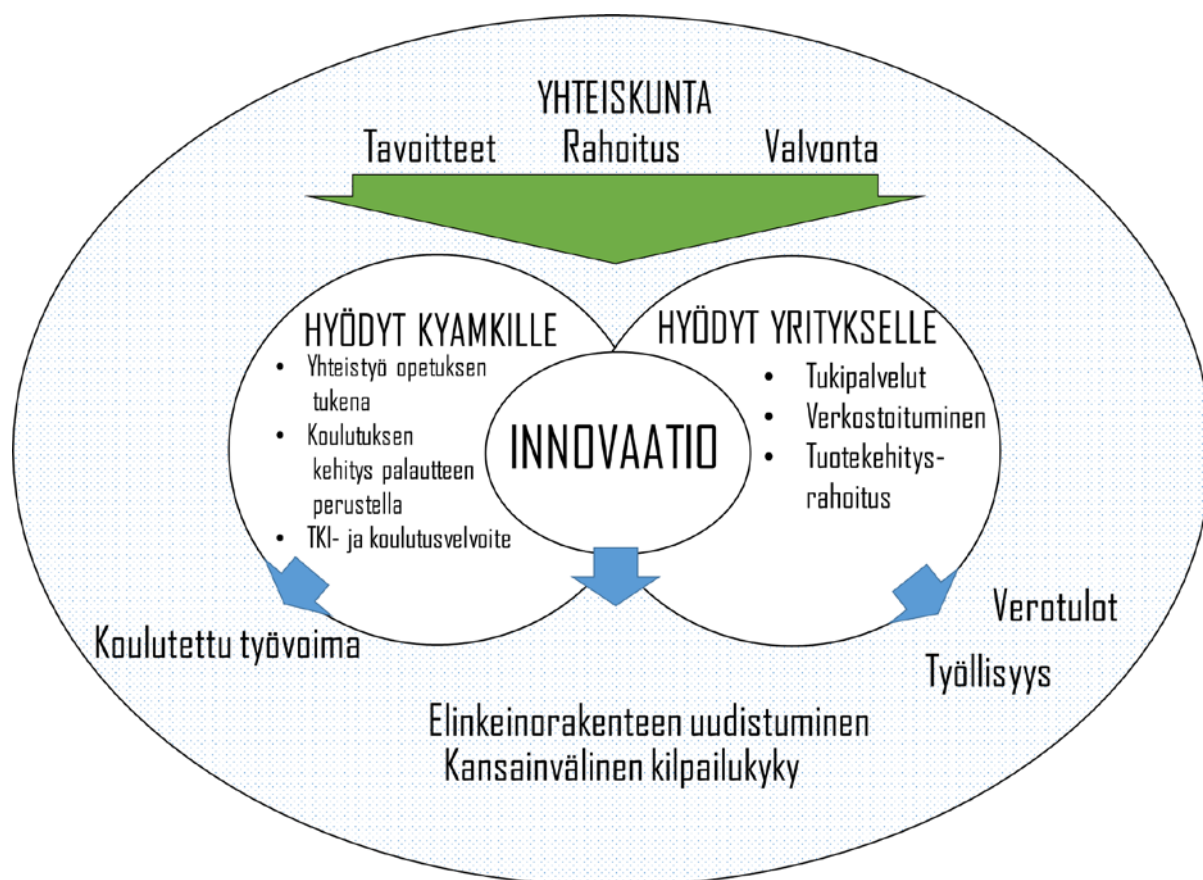 YHTEISKUNTA
Tavoitteet Rahoitus Valvonta
HYÖDYT KYAMKILLE
• Yhteistyö opetuksen
tukena
• Koulutuksen
kehitys palautteen
perustella
• TKI- ja koulutusvelvoite
INNOVAATIO
HYÖDYT YRITYKSELLE
• Tukipalvelut
• Verkostoituminen
• Tuotekehitys-
rahoitus
Koulutettu työvoima
Verotulot
Työllisyys
Elinkeinorakenteen uudistuminen
Kansainvälinen kilpailukyky